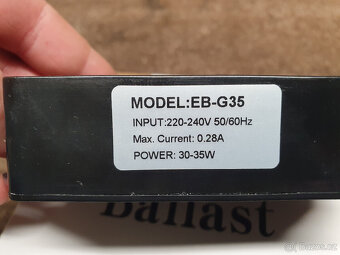 MODEL:EB-G35
INPUT:220-240V 50/60Hz
Max. Current: 0.28A
POWER: 30-35W
Ballast